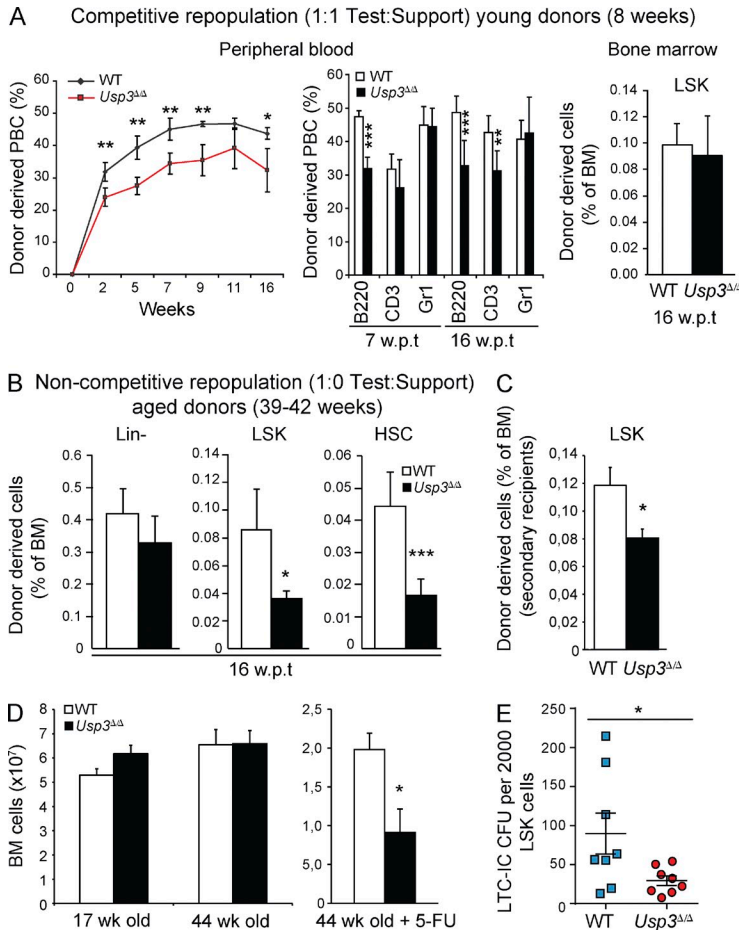 A Competitive repopulation (1:1 Test:Support) young donors (8 weeks)
Peripheral blood
Bone marrow
Donor derived PBC (%)
60
50
40
30
20
10
0
WT
Usp3Δ/Δ
**
**
**
**
*
0 2 5 7 9 11 16
Weeks
Donor derived PBC (%)
60
50
40
30
20
10
0
WT
Usp3Δ/Δ
***
***
**
B220 CD3 Gr1 B220 CD3 Gr1
7 w.p.t 16 w.p.t
LSK
Donor derived cells
(% of BM)
0.14
0.12
0.10
0.08
0.06
0.04
0.02
0.00
WT Usp3Δ/Δ
16 w.p.t
B Non-competitive repopulation (1:0 Test:Support)
aged donors (39-42 weeks)
Donor derived cells
(% of BM)
Lin-
0.6
0.5
0.4
0.3
0.2
0.1
0
LSK
0.14
0.12
0.10
0.08
0.06
0.04
0.02
0
*
HSC
0.06
0.05
0.04
0.03
0.02
0.01
0
WT
Usp3Δ/Δ
***
16 w.p.t
C
LSK
Donor derived cells (% of BM)
(secondary recipients)
0,14
0,12
0,10
0,08
0,06
0,04
0,02
0,00
*
WT Usp3Δ/Δ
D
BM cells (x10⁷)
8
7
6
5
4
3
2
1
0
WT
Usp3Δ/Δ
17 wk old 44 wk old
2,5
2,0
1,5
1,0
0,5
0,0
*
44 wk old + 5-FU
E
LTC-IC CFU per 2000
LSK cells
250
200
150
100
50
0
*
WT Usp3Δ/Δ